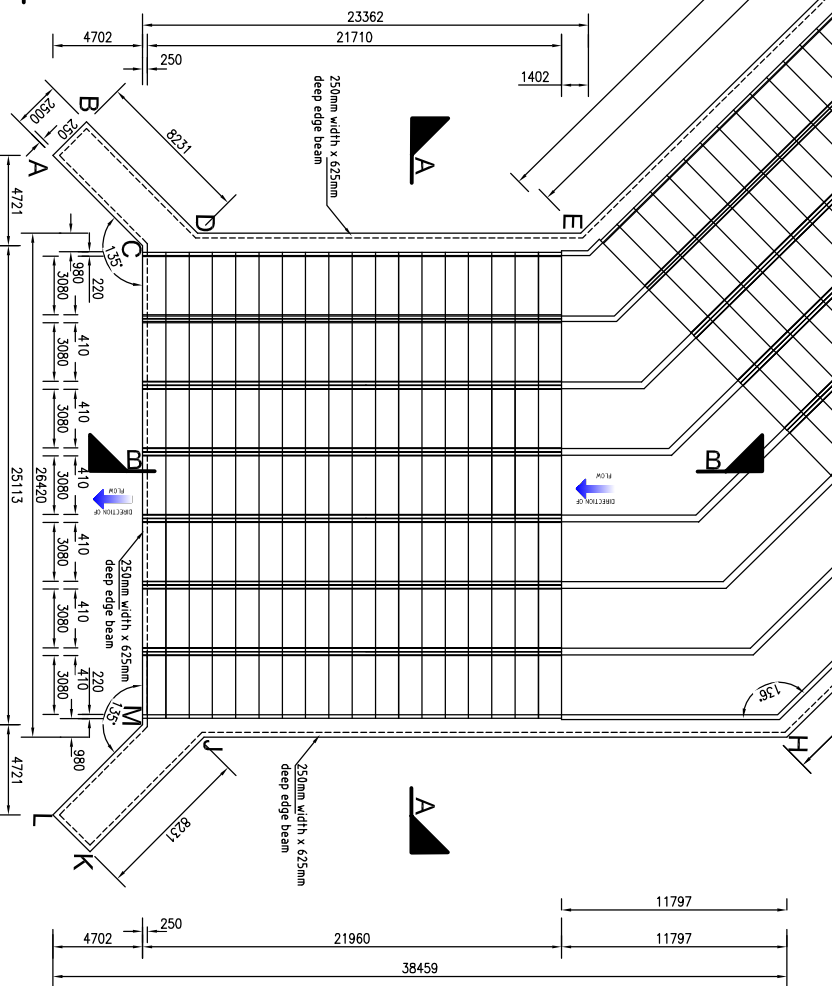 23362
4702
21710
250
1402
250mm width x 625mm
deep edge beam
B
2500
250
8231
A
A
4721
D
E
C
135°
980
220
3080
410
3080
410
3080
410
3080
410
3080
410
3080
410
3080
220
410
980
B
B
DIRECTION OF
FLOW
DIRECTION OF
FLOW
25113
26420
250mm width x 625mm
deep edge beam
M
135°
136°
H
J
4721
250mm width x 625mm
deep edge beam
A
L
K
8231
11797
250
4702
21960
11797
38459